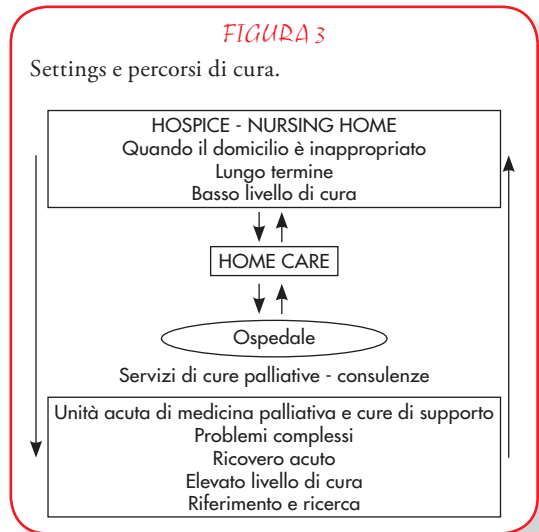 FIGURA 3
Settings e percorsi di cura.
HOSPICE - NURSING HOME
Quando il domicilio è inappropriato
Lungo termine
Basso livello di cura
HOME CARE
Ospedale
Servizi di cure palliative - consulenze
Unità acuta di medicina palliativa e cure di supporto
Problemi complessi
Ricovero acuto
Elevato livello di cura
Riferimento e ricerca